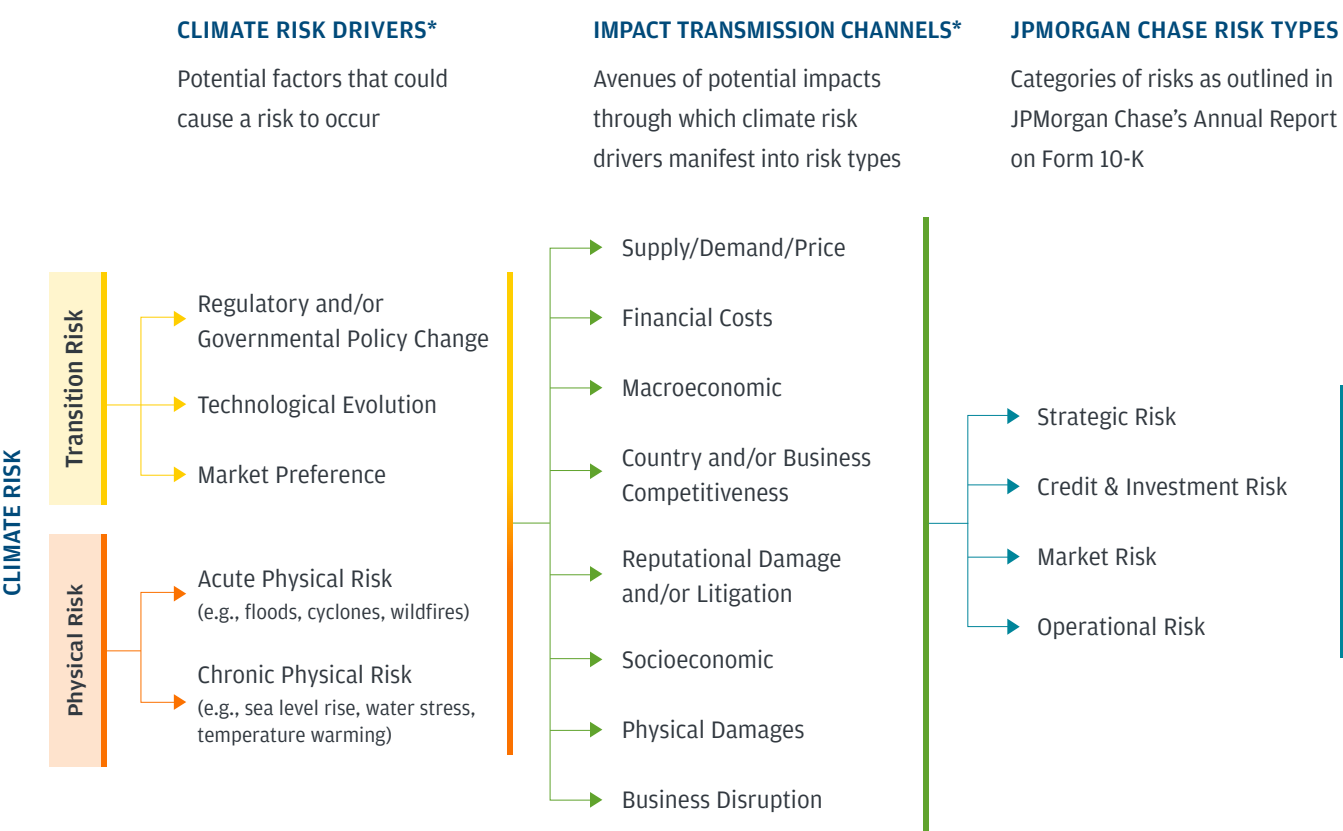 CLIMATE RISK DRIVERS*
Potential factors that could
cause a risk to occur
IMPACT TRANSMISSION CHANNELS*
Avenues of potential impacts
through which climate risk
drivers manifest into risk types
JPMORGAN CHASE RISK TYPES
Categories of risks as outlined in
JPMorgan Chase’s Annual Report
on Form 10-K
CLIMATE RISK
Transition Risk
Regulatory and/or
Governmental Policy Change
Technological Evolution
Market Preference
Physical Risk
Acute Physical Risk
(e.g., floods, cyclones, wildfires)
Chronic Physical Risk
(e.g., sea level rise, water stress,
temperature warming)
Supply/Demand/Price
Financial Costs
Macroeconomic
Country and/or Business
Competitiveness
Reputational Damage
and/or Litigation
Socioeconomic
Physical Damages
Business Disruption
Strategic Risk
Credit & Investment Risk
Market Risk
Operational Risk